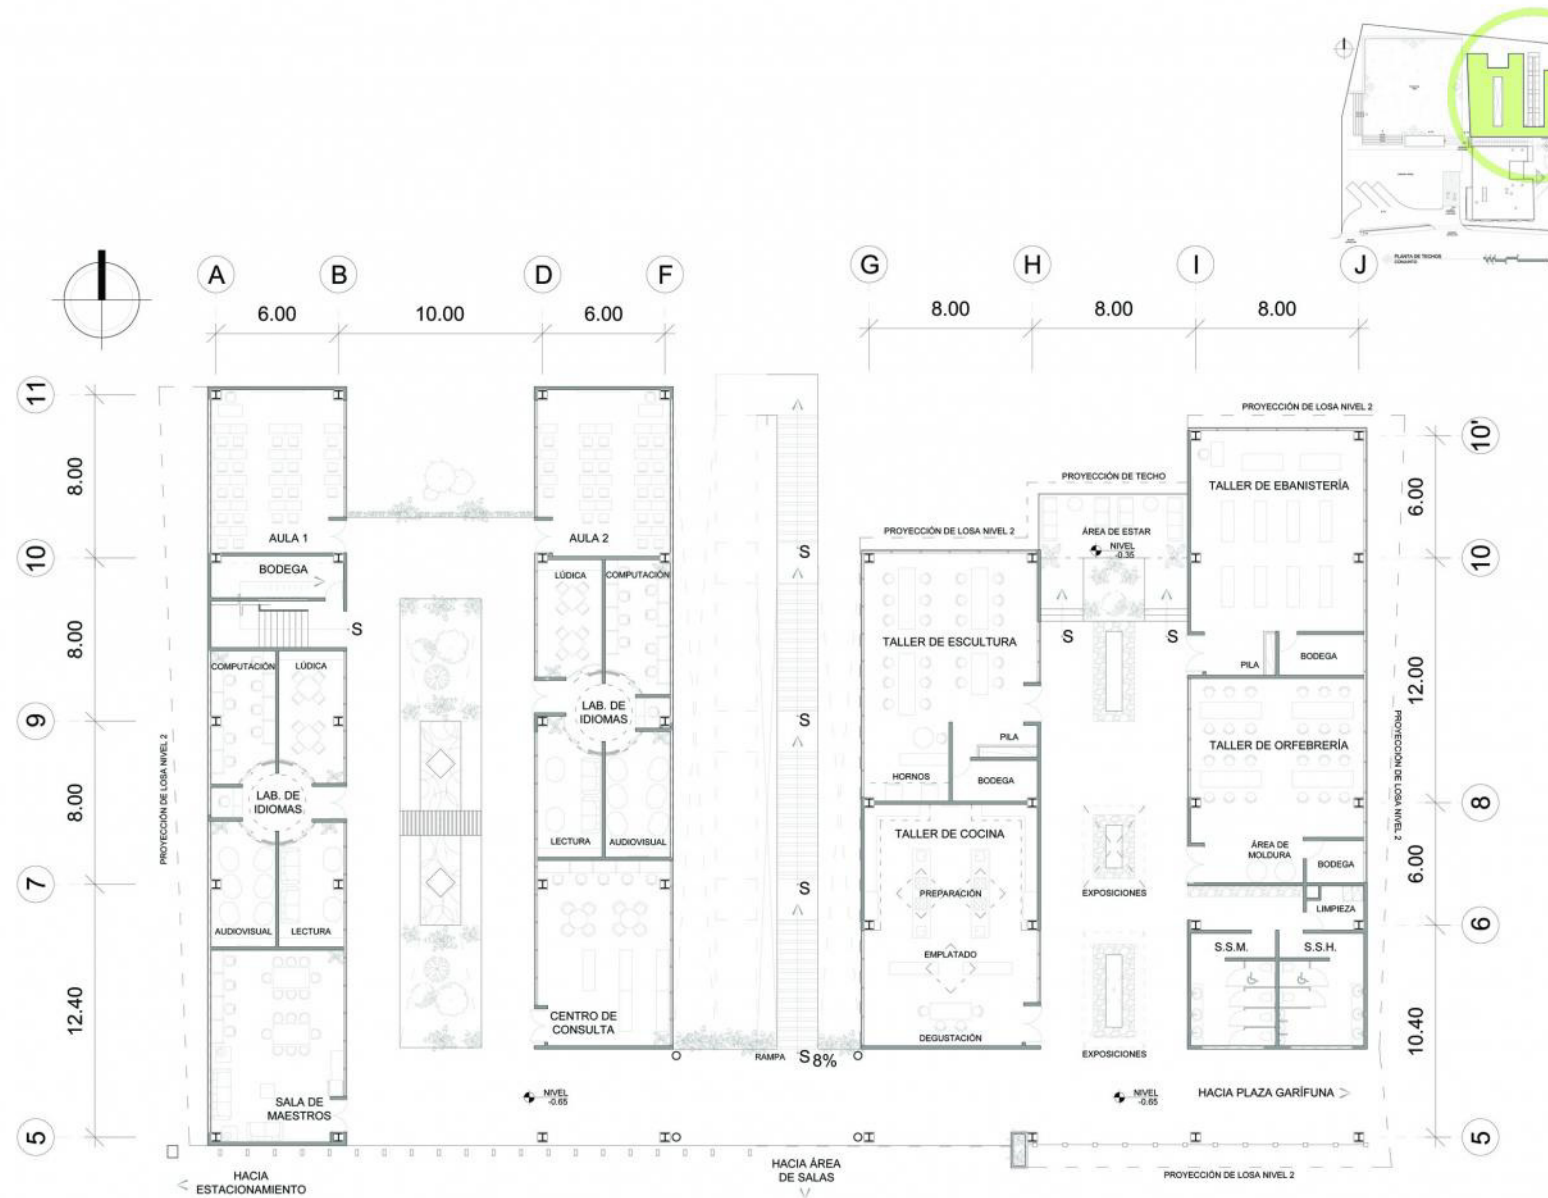 PLANTA DE TECHOS
CONJUNTO
A
B
D
F
G
H
I
J
6.00
10.00
6.00
8.00
8.00
8.00
11
10
9
7
5
8.00
8.00
8.00
12.40
10'
10
8
6
5
6.00
12.00
6.00
10.40
PROYECCIÓN DE LOSA NIVEL 2
AULA 1
BODEGA
S
COMPUTACIÓN
LÚDICA
LAB. DE
IDIOMAS
AUDIOVISUAL
LECTURA
SALA DE
MAESTROS
AULA 2
LÚDICA
COMPUTACIÓN
LAB. DE
IDIOMAS
LECTURA
AUDIOVISUAL
CENTRO DE
CONSULTA
S
S
S
RAMPA
S 8%
PROYECCIÓN DE LOSA NIVEL 2
TALLER DE ESCULTURA
PILA
HORNOS
BODEGA
TALLER DE COCINA
PREPARACIÓN
EMPLATADO
DEGUSTACIÓN
PROYECCIÓN DE TECHO
ÁREA DE ESTAR
NIVEL
-0.35
S
S
EXPOSICIONES
EXPOSICIONES
PROYECCIÓN DE LOSA NIVEL 2
TALLER DE EBANISTERÍA
PILA
BODEGA
TALLER DE ORFEBRERÍA
ÁREA DE
MOLDURA
BODEGA
LIMPIEZA
S.S.M.
S.S.H.
PROYECCIÓN DE LOSA NIVEL 2
NIVEL
-0.65
NIVEL
-0.65
HACIA PLAZA GARÍFUNA
HACIA
ESTACIONAMIENTO
HACIA ÁREA
DE SALAS
PROYECCIÓN DE LOSA NIVEL 2